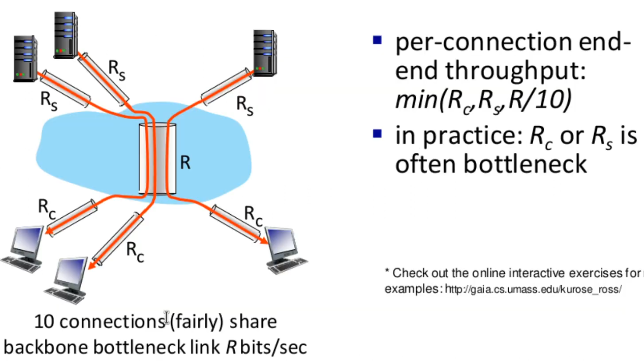 R_s
R_s
R_s
R
R_c
R_c
R_c
10 connections (fairly) share
backbone bottleneck link R bits/sec
▪ per-connection end-
end throughput:
min(R_c,R_s,R/10)
▪ in practice: R_c or R_s is
often bottleneck
* Check out the online interactive exercises for
examples: http://gaia.cs.umass.edu/kurose_ross/